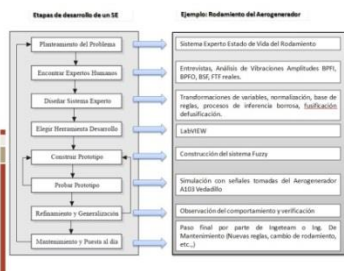 Etapas de desarrollo de un SE
Ejemplo: Rodamiento del Aerogenerador
Planteamiento del Problema
Sistema Experto Estado de Vida del Rodamiento
Encontrar Expertos Humanos
Entrevistas, Análisis de Vibraciones Amplitudes BPFI,
BPFO, BSF, FTF reales.
Diseñar Sistema Experto
Transformaciones de variables, normalización, base de
reglas, procesos de inferencia borrosa, fusificación
defusificación.
Elegir Herramienta Desarrollo
LabVIEW
Construir Prototipo
Construcción del sistema Fuzzy
Probar Prototipo
Simulación con señales tomadas del Aerogenerador
A103 Vedadillo
Refinamiento y Generalización
Observación del comportamiento y verificación
Mantenimiento y Puesta al día
Paso final por parte de Ingeteam o Ing. De
Mantenimiento (Nuevas reglas, cambio de rodamiento,
etc.,)